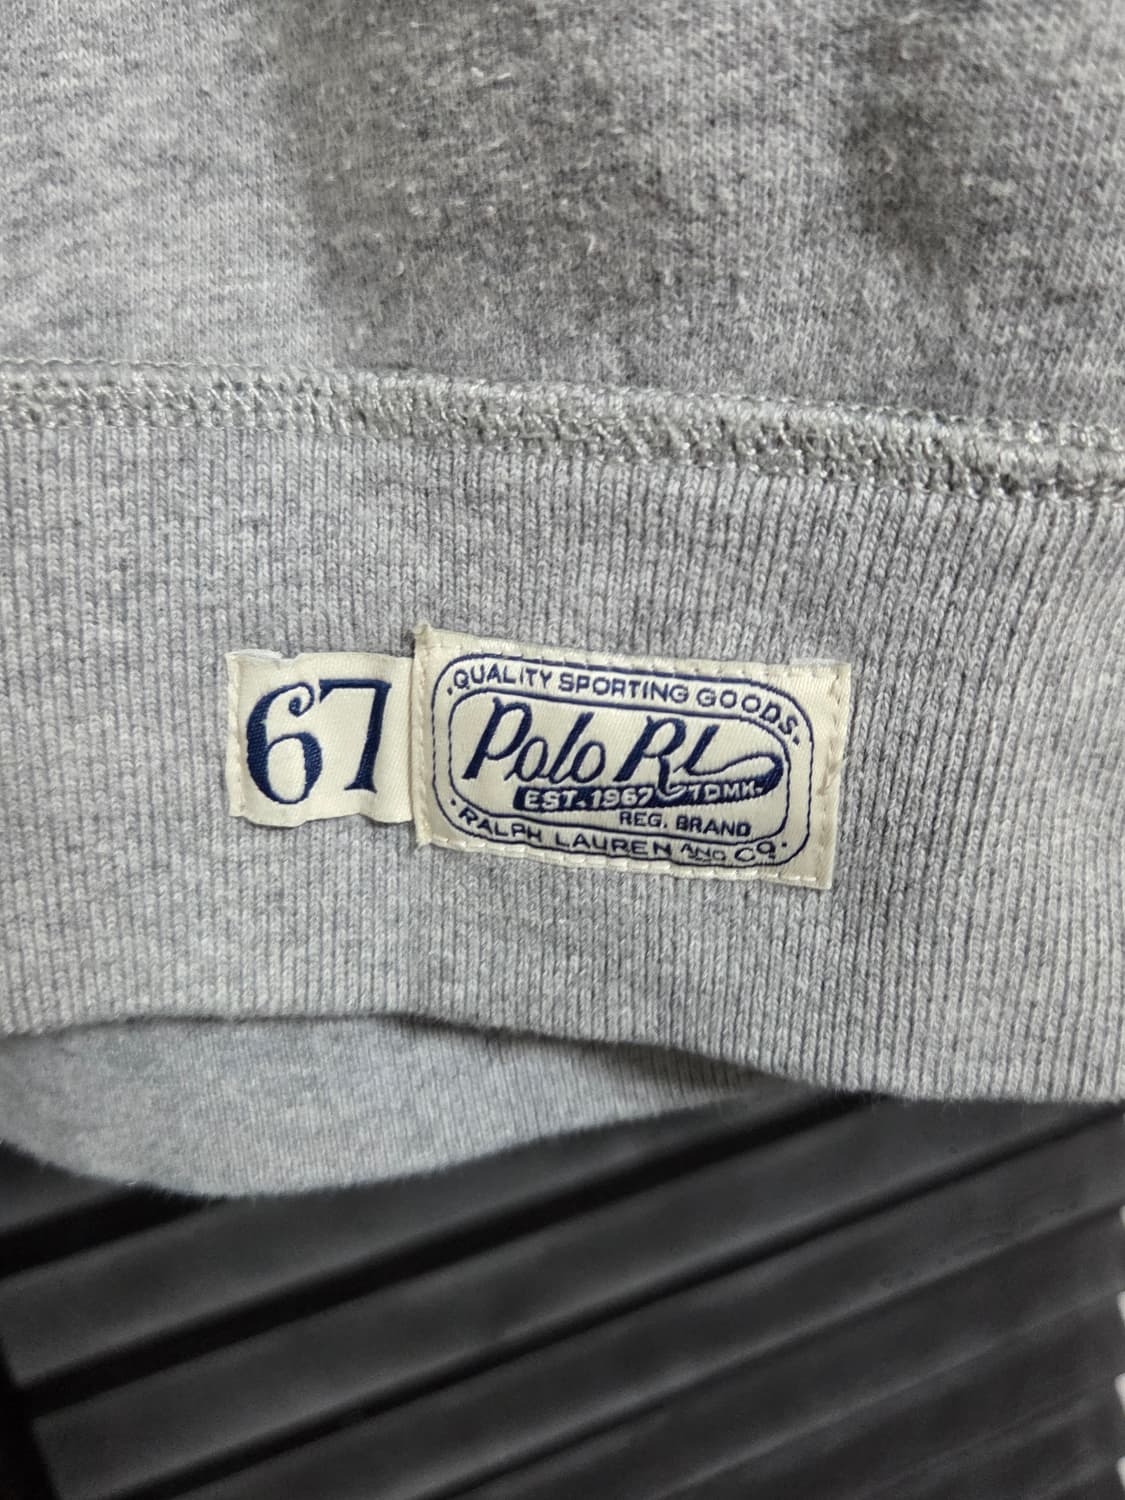 67
·QUALITY SPORTING GOODS·
Polo RL
EST. 1967 TDMK.
REG. BRAND
·RALPH LAUREN AND CO·